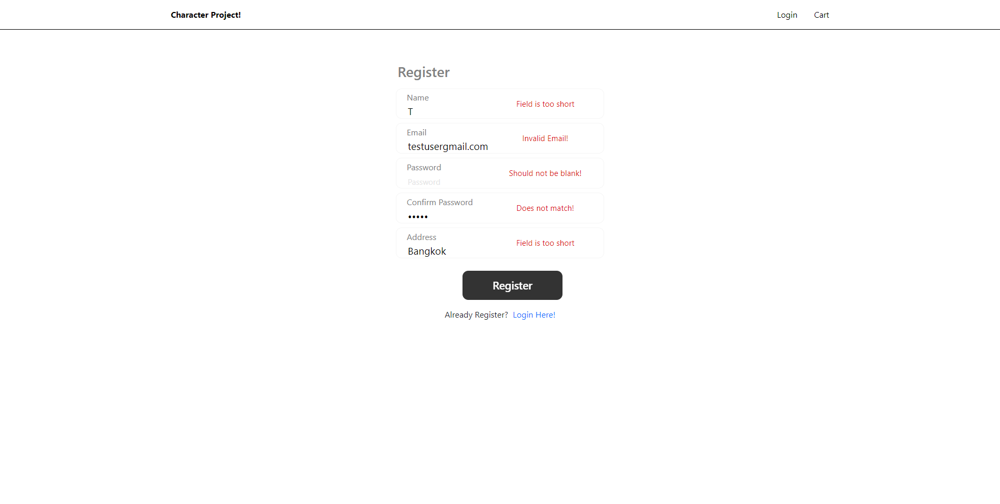 Character Project!
Login
Cart
Register
Name
Field is too short
T
Email
Invalid Email!
testusergmail.com
Password
Should not be blank!
Password
Confirm Password
Does not match!
•••••
Address
Field is too short
Bangkok
Register
Already Register? Login Here!